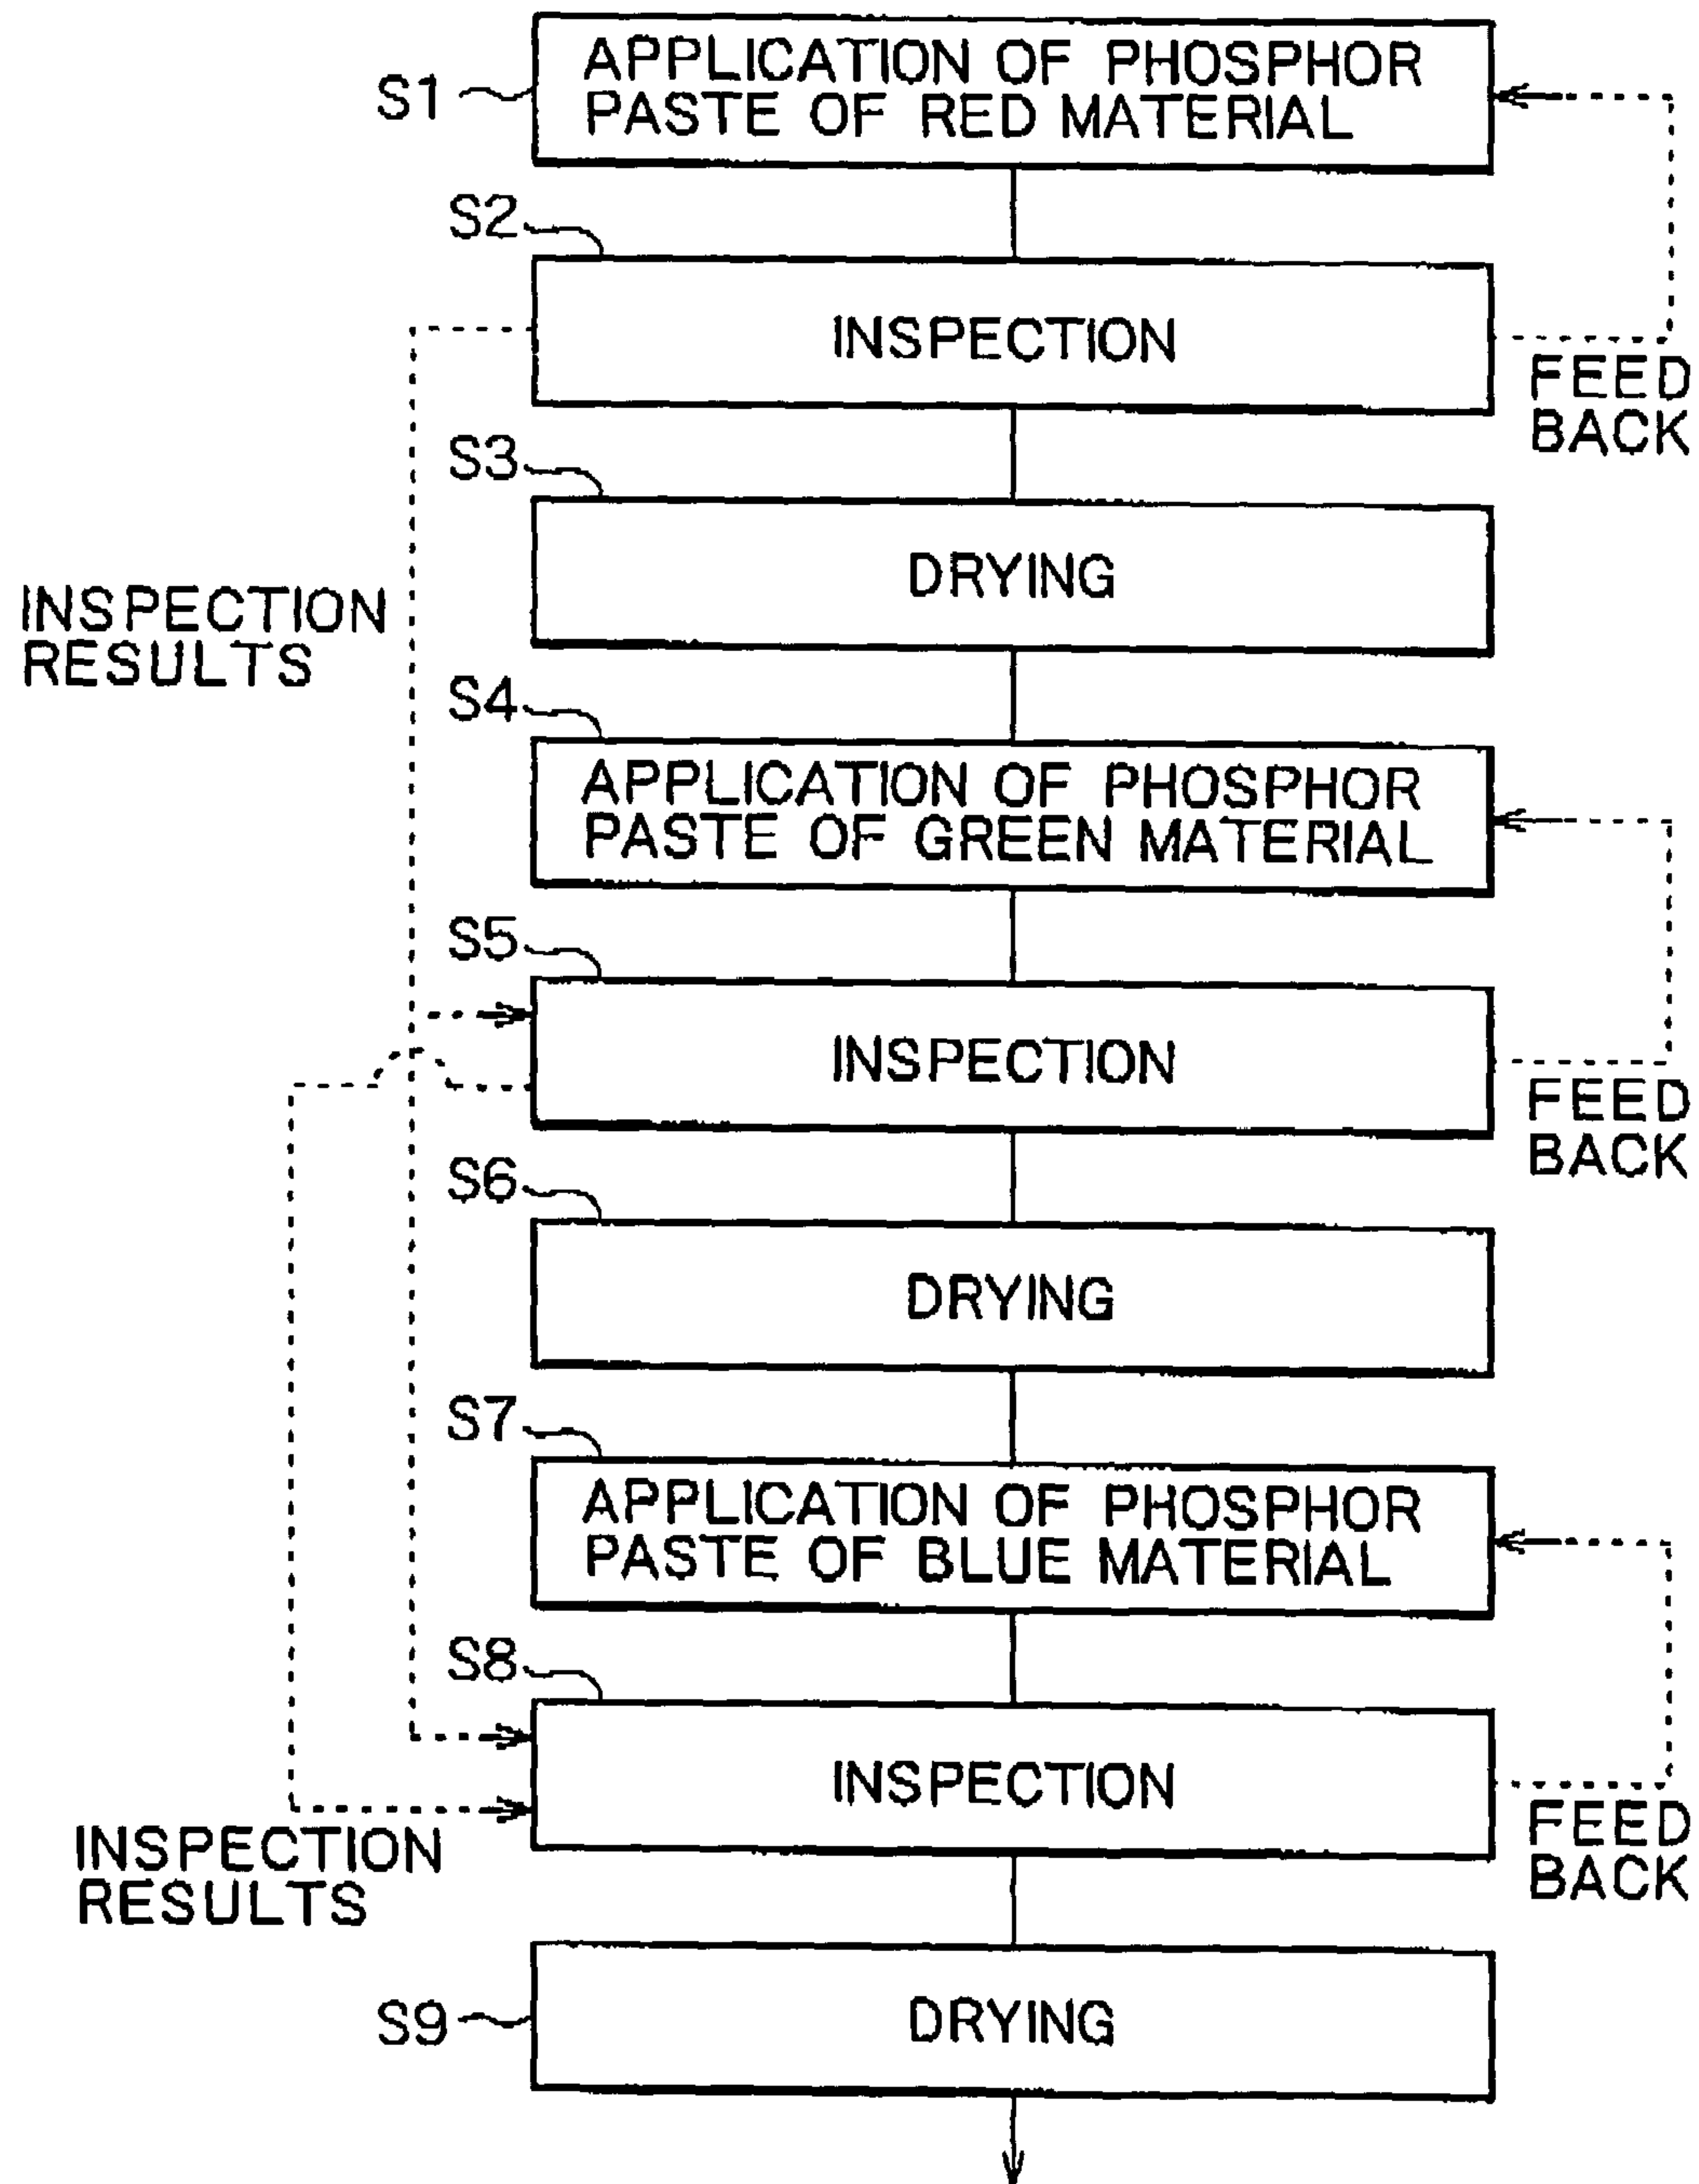 S1
APPLICATION OF PHOSPHOR
PASTE OF RED MATERIAL
S2
INSPECTION
FEED
BACK
S3
DRYING
INSPECTION
RESULTS
S4
APPLICATION OF PHOSPHOR
PASTE OF GREEN MATERIAL
S5
INSPECTION
FEED
BACK
S6
DRYING
S7
APPLICATION OF PHOSPHOR
PASTE OF BLUE MATERIAL
S8
INSPECTION
FEED
BACK
INSPECTION
RESULTS
S9
DRYING